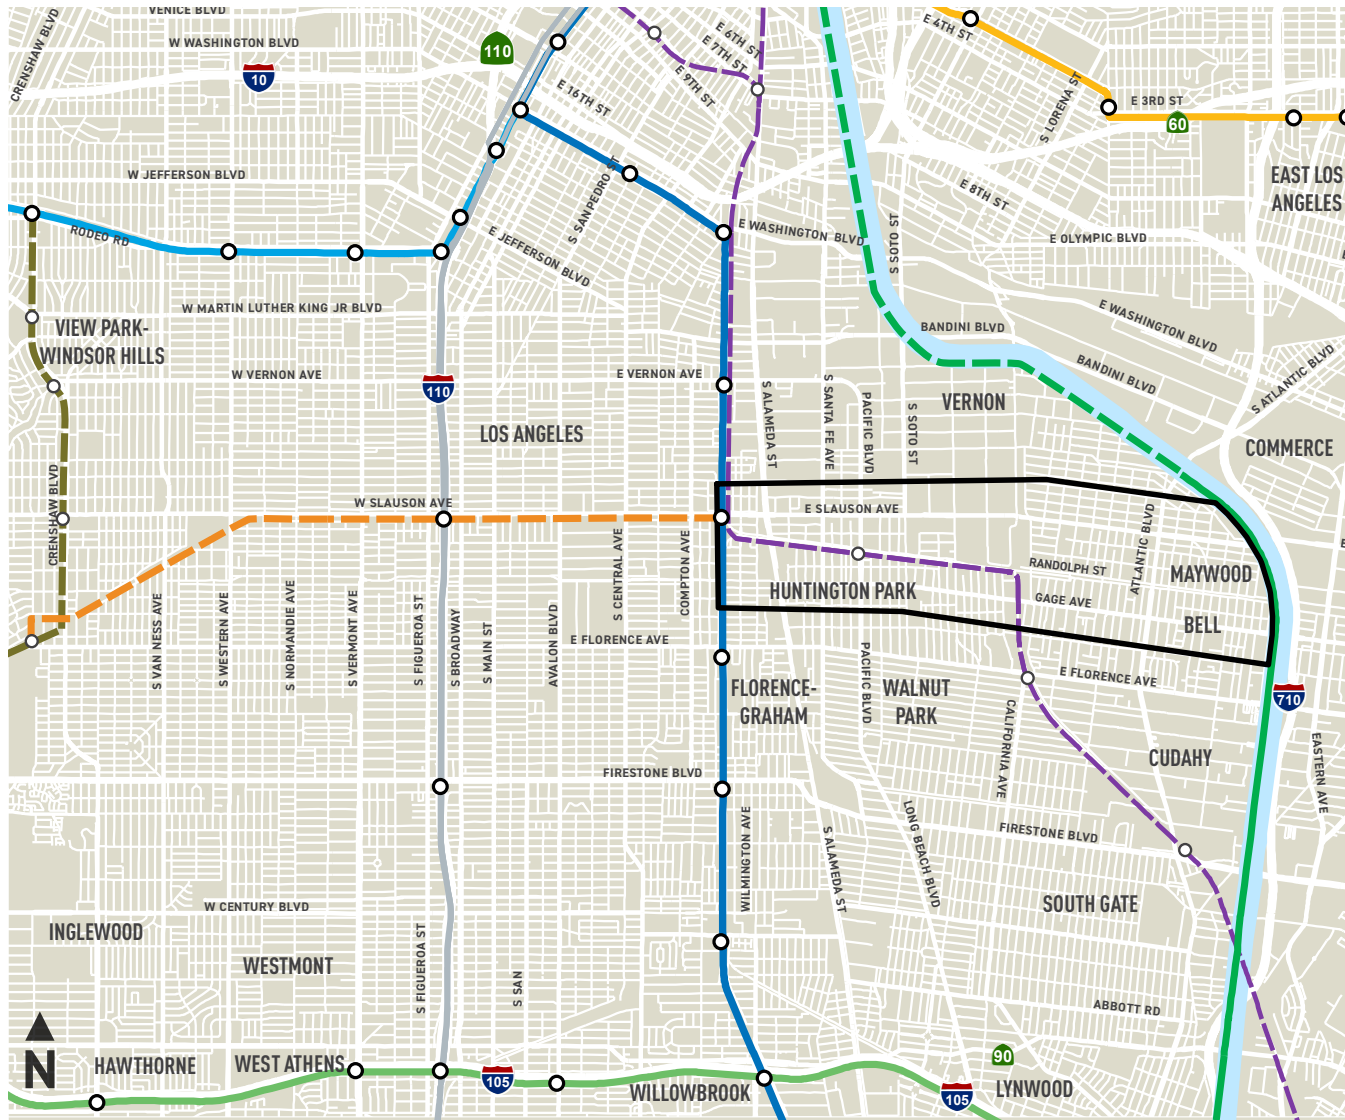 VENICE BLVD
W WASHINGTON BLVD
CRENSHAW BLVD
10
110
E 16TH ST
E 6TH ST
E 7TH ST
E 9TH ST
E 4TH ST
S LORENA ST
E 3RD ST
60
EAST LOS
ANGELES
W JEFFERSON BLVD
S SAN PEDRO ST
E 8TH ST
RODEO RD
E JEFFERSON BLVD
E WASHINGTON BLVD
S SOTO ST
E OLYMPIC BLVD
W MARTIN LUTHER KING JR BLVD
VIEW PARK-
WINDSOR HILLS
BANDINI BLVD
E WASHINGTON BLVD
W VERNON AVE
110
E VERNON AVE
BANDINI BLVD
S ATLANTIC BLVD
S ALAMEDA ST
S SANTA FE AVE
PACIFIC BLVD
S SOTO ST
VERNON
LOS ANGELES
COMMERCE
CRENSHAW BLVD
W SLAUSON AVE
E SLAUSON AVE
ATLANTIC BLVD
S CENTRAL AVE
COMPTON AVE
RANDOLPH ST
MAYWOOD
HUNTINGTON PARK
GAGE AVE
BELL
S VAN NESS AVE
S WESTERN AVE
S NORMANDIE AVE
S VERMONT AVE
S FIGUEROA ST
S BROADWAY
S MAIN ST
AVALON BLVD
E FLORENCE AVE
PACIFIC BLVD
E FLORENCE AVE
FLORENCE-
GRAHAM
WALNUT
PARK
CALIFORNIA AVE
710
EASTERN AVE
CUDAHY
FIRESTONE BLVD
WILMINGTON AVE
S ALAMEDA ST
LONG BEACH BLVD
FIRESTONE BLVD
W CENTURY BLVD
SOUTH GATE
INGLEWOOD
WESTMONT
S FIGUEROA ST
S SAN
ABBOTT RD
N
HAWTHORNE
WEST ATHENS
105
WILLOWBROOK
90
105
LYNWOOD